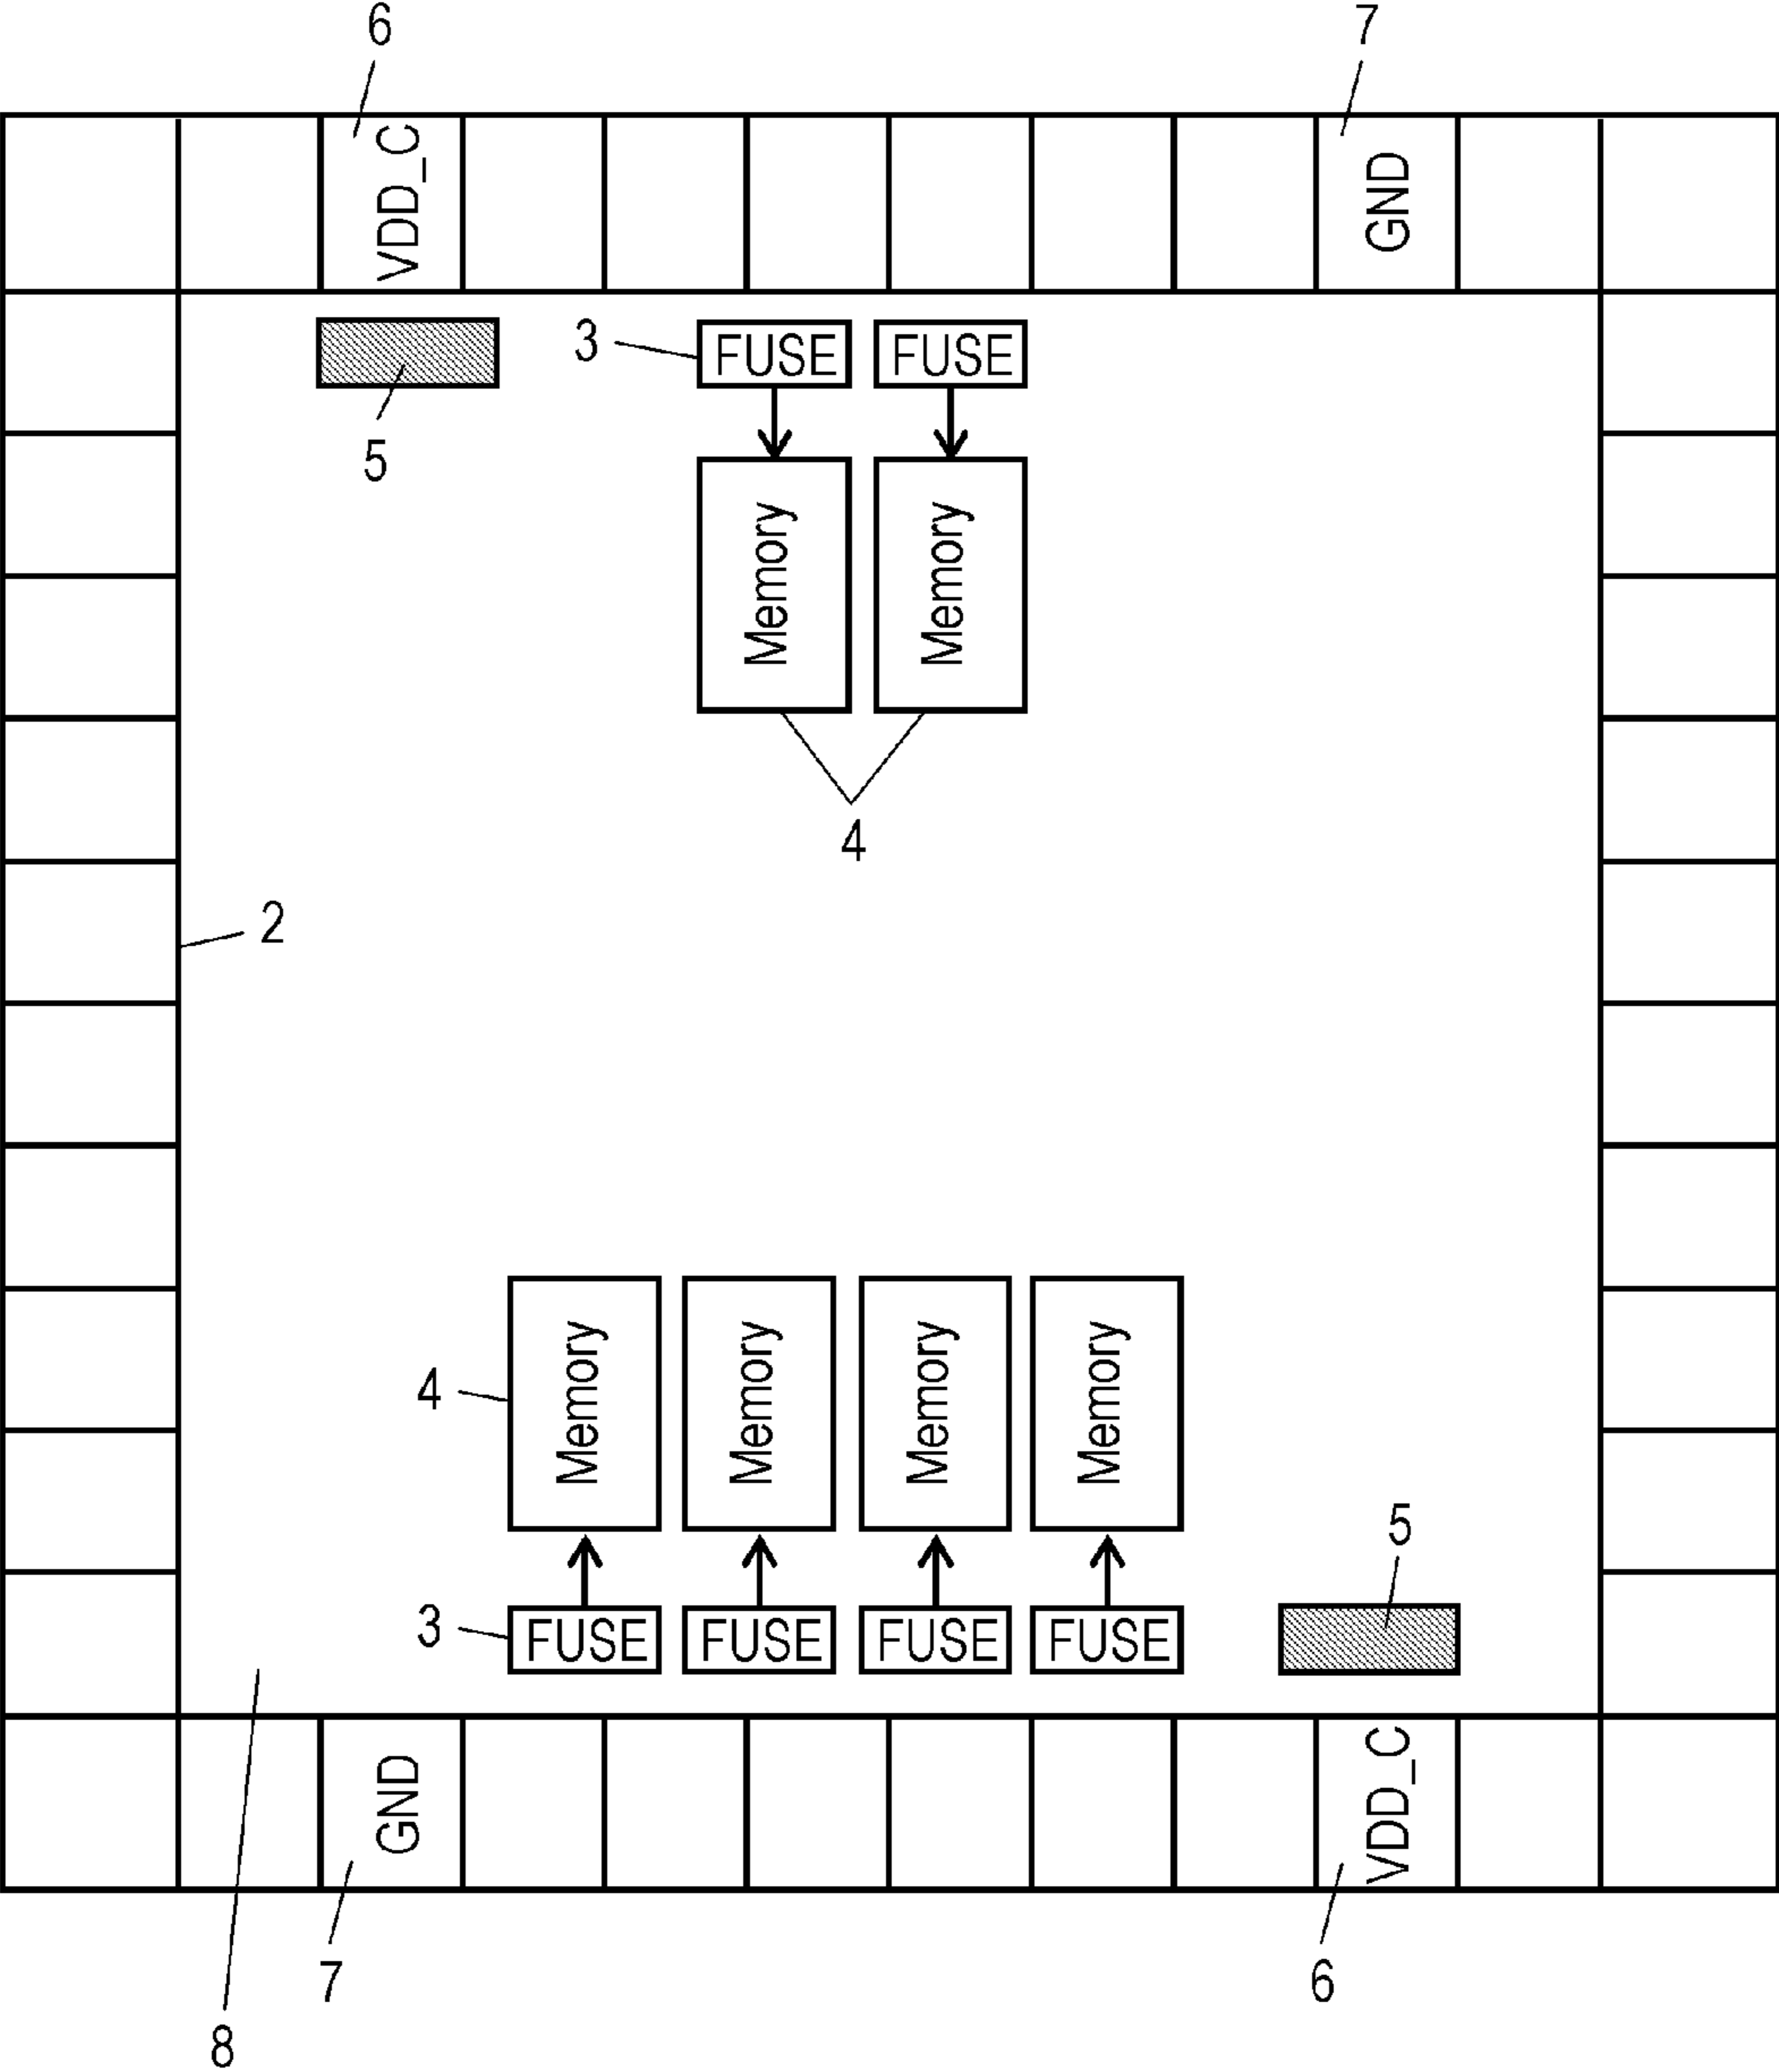 6 7
VDD_C GND
3 FUSE FUSE
5
Memory Memory
4
2
4 Memory Memory Memory Memory
5
3 FUSE FUSE FUSE FUSE
GND VDD_C
7 6
8